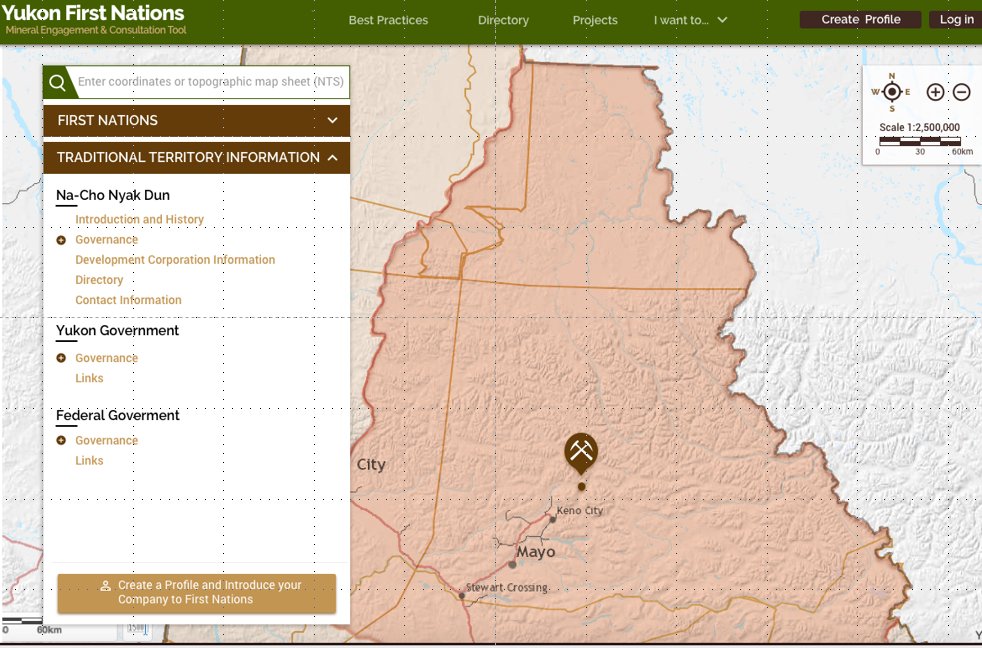 Yukon First Nations
Mineral Engagement & Consultation Tool
Best Practices
Directory
Projects
I want to...
Create Profile
Log in
Enter coordinates or topographic map sheet (NTS)
FIRST NATIONS
TRADITIONAL TERRITORY INFORMATION
Na-Cho Nyak Dun
Introduction and History
Governance
Development Corporation Information
Directory
Contact Information
Yukon Government
Governance
Links
Federal Goverment
Governance
Links
Create a Profile and Introduce your
Company to First Nations
0 60km
N
W E
S
Scale 1:2,500,000
0 30 60km
City
Keno City
Mayo
Stewart Crossing
Y